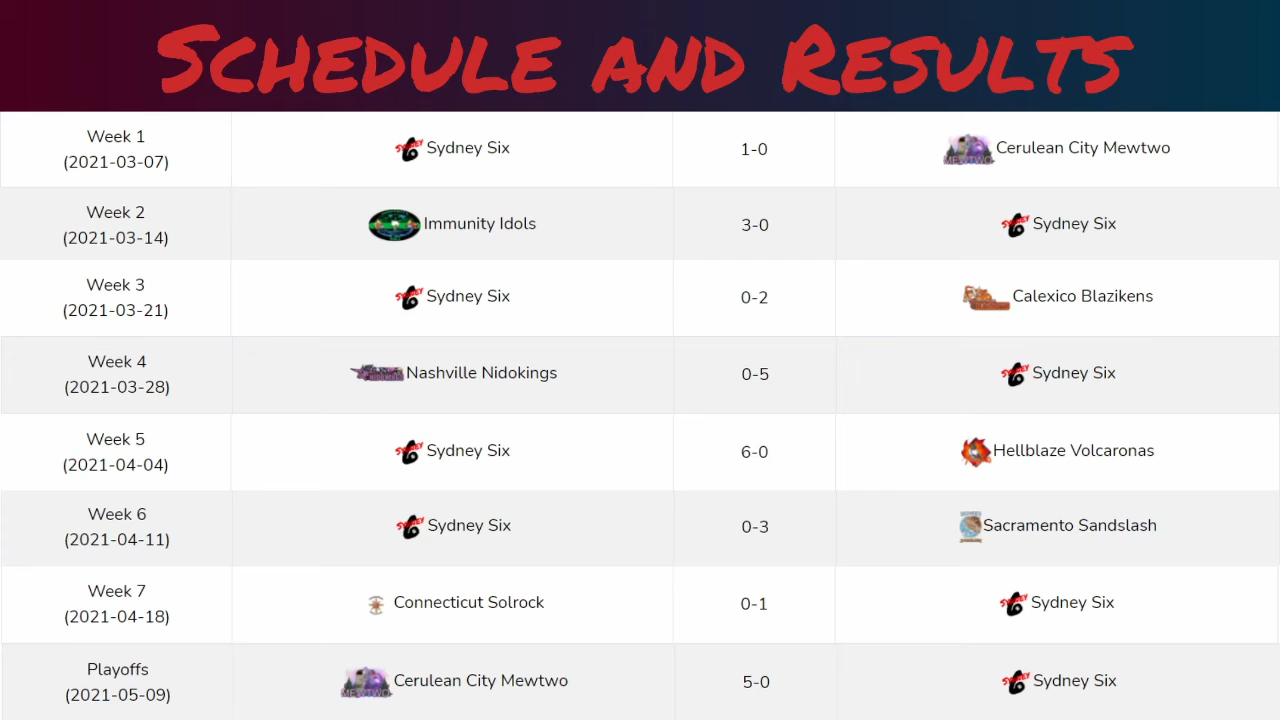 Schedule and Results
Week 1
(2021-03-07)
Sydney Six
1-0
Cerulean City Mewtwo
Week 2
(2021-03-14)
Immunity Idols
3-0
Sydney Six
Week 3
(2021-03-21)
Sydney Six
0-2
Calexico Blazikens
Week 4
(2021-03-28)
Nashville Nidokings
0-5
Sydney Six
Week 5
(2021-04-04)
Sydney Six
6-0
Hellblaze Volcaronas
Week 6
(2021-04-11)
Sydney Six
0-3
Sacramento Sandslash
Week 7
(2021-04-18)
Connecticut Solrock
0-1
Sydney Six
Playoffs
(2021-05-09)
Cerulean City Mewtwo
5-0
Sydney Six